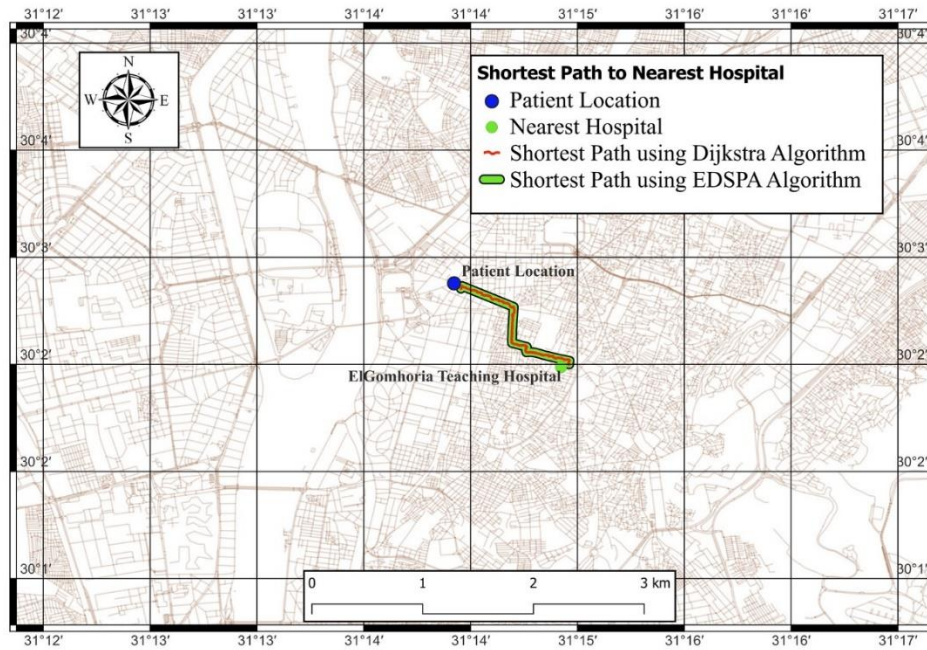 31°12' 31°13' 31°13' 31°14' 31°14' 31°15' 31°16' 31°16' 31°17'
30°4' 30°4'
N
W E
S
Shortest Path to Nearest Hospital
Patient Location
Nearest Hospital
Shortest Path using Dijkstra Algorithm
Shortest Path using EDSPA Algorithm
30°4' 30°4'
30°3' 30°3'
Patient Location
30°2' 30°2'
ElGomhoria Teaching Hospital
30°2' 30°2'
30°1' 30°1'
0 1 2 3 km
31°12' 31°13' 31°13' 31°14' 31°14' 31°15' 31°16' 31°16' 31°17'